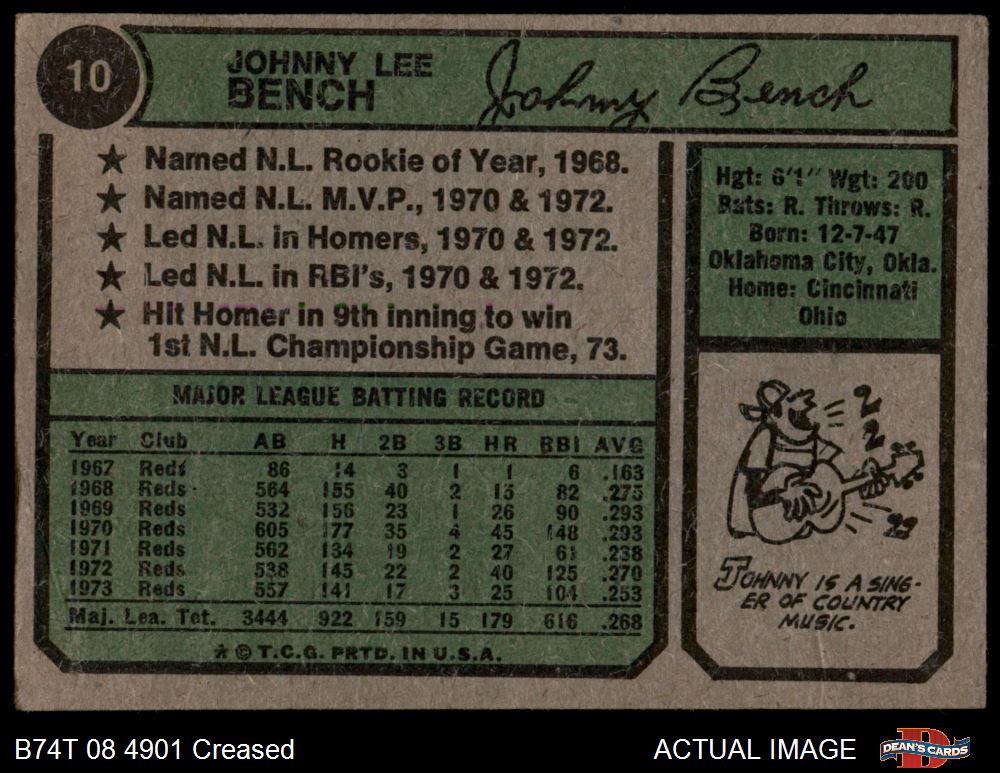 10
JOHNNY LEE
BENCH
Johnny Bench
★ Named N.L. Rookie of Year, 1968.
★ Named N.L. M.V.P., 1970 & 1972.
★ Led N.L. in Homers, 1970 & 1972.
★ Led N.L. in RBI's, 1970 & 1972.
★ Hit Homer in 9th inning to win
1st N.L. Championship Game, 73.
Hgt: 6'1" Wgt: 200
Bats: R. Throws: R.
Born: 12-7-47
Oklahoma City, Okla.
Home: Cincinnati
Ohio
MAJOR LEAGUE BATTING RECORD
Year Club AB H 2B 3B HR RBI AVG
1967 Reds 86 14 3 1 1 6 .163
1968 Reds 564 155 40 2 15 82 .275
1969 Reds 532 156 23 1 26 90 .293
1970 Reds 605 177 35 4 45 148 .293
1971 Reds 562 134 19 2 27 61 .238
1972 Reds 538 145 22 2 40 125 .270
1973 Reds 557 141 17 3 25 104 .253
Maj. Lea. Tot. 3444 922 159 15 179 616 .268
★ © T.C.G. PRTD. IN U.S.A.
JOHNNY IS A SING-
ER OF COUNTRY
MUSIC.
B74T 08 4901 Creased
ACTUAL IMAGE
DEAN'S CARDS